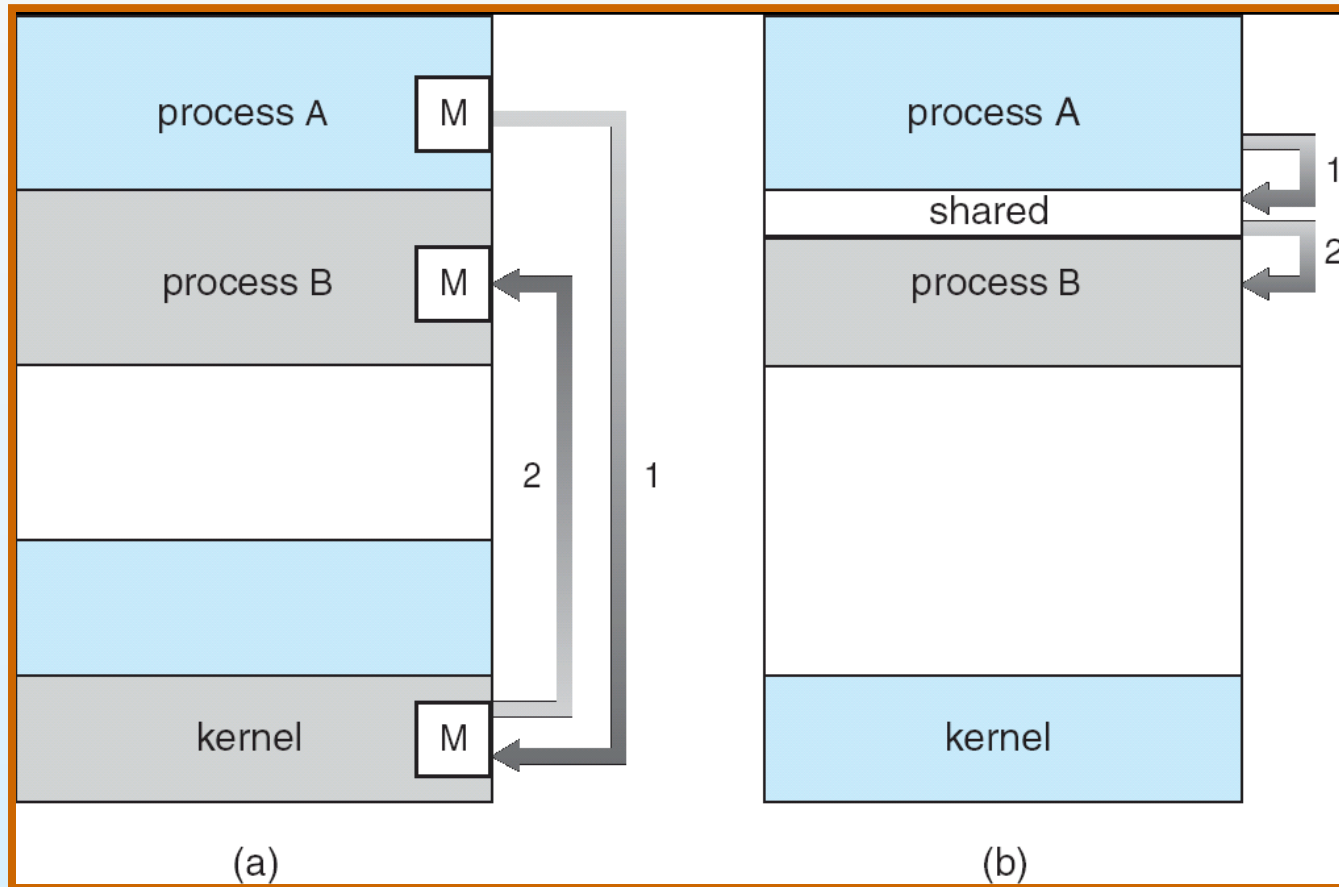 process A
M
process B
M
2
1
kernel
M
(a)
process A
1
shared
2
process B
kernel
(b)